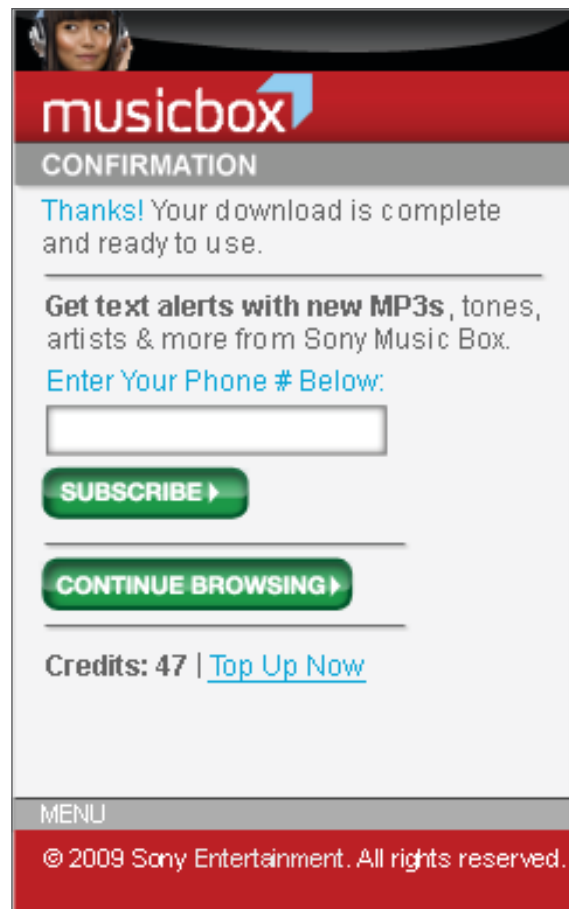 musicbox
CONFIRMATION
Thanks! Your download is complete
and ready to use.
Get text alerts with new MP3s, tones,
artists & more from Sony Music Box.
Enter Your Phone # Below:
SUBSCRIBE
CONTINUE BROWSING
Credits: 47 | Top Up Now
MENU
© 2009 Sony Entertainment. All rights reserved.